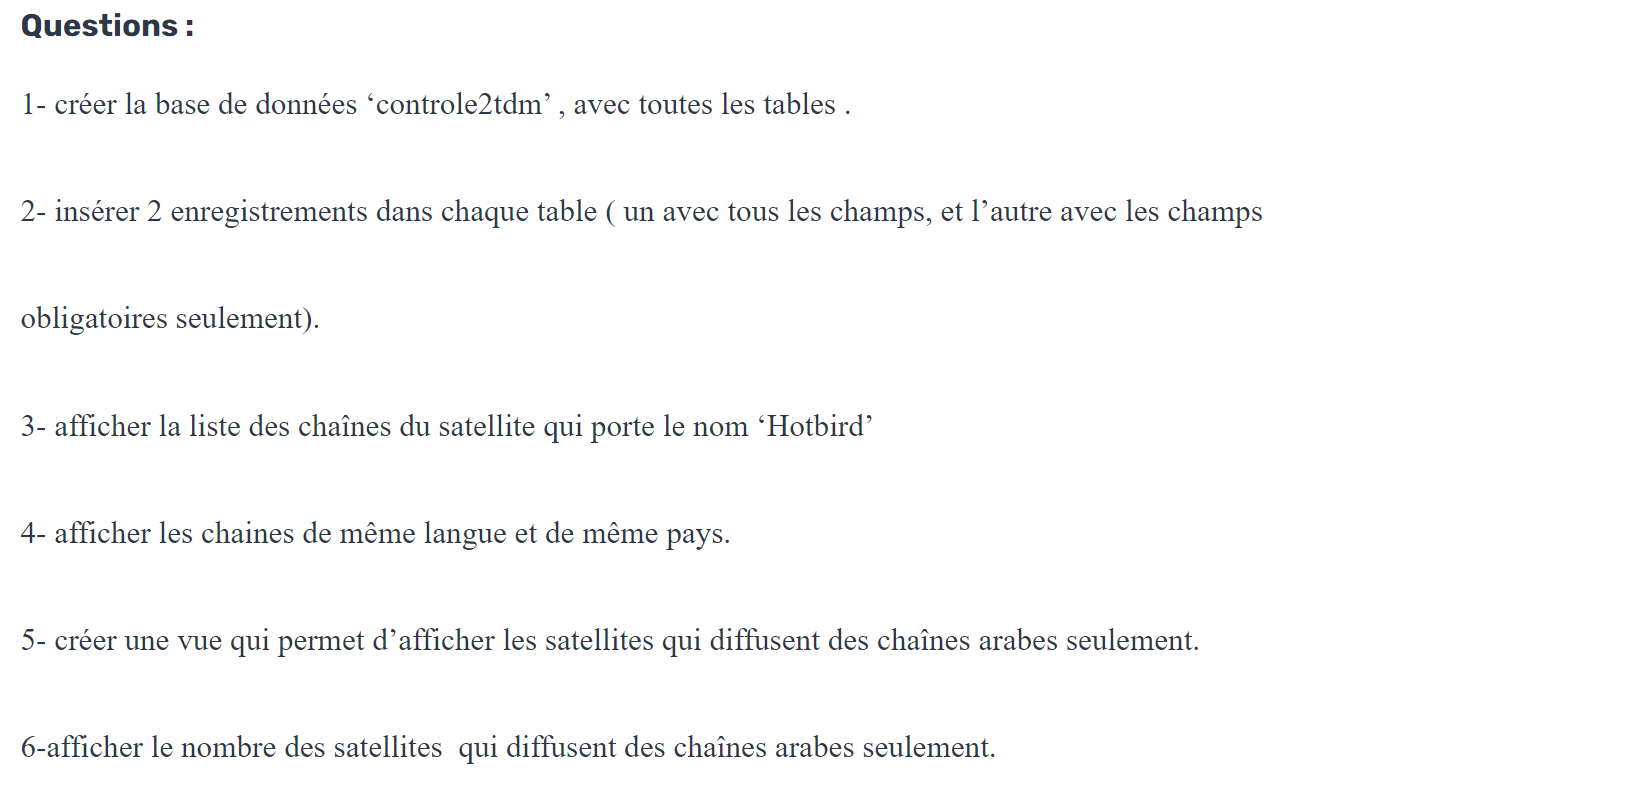 Questions :
1- créer la base de données ‘controle2tdm’ , avec toutes les tables .
2- insérer 2 enregistrements dans chaque table ( un avec tous les champs, et l’autre avec les champs
obligatoires seulement).
3- afficher la liste des chaînes du satellite qui porte le nom ‘Hotbird’
4- afficher les chaines de même langue et de même pays.
5- créer une vue qui permet d’afficher les satellites qui diffusent des chaînes arabes seulement.
6-afficher le nombre des satellites  qui diffusent des chaînes arabes seulement.